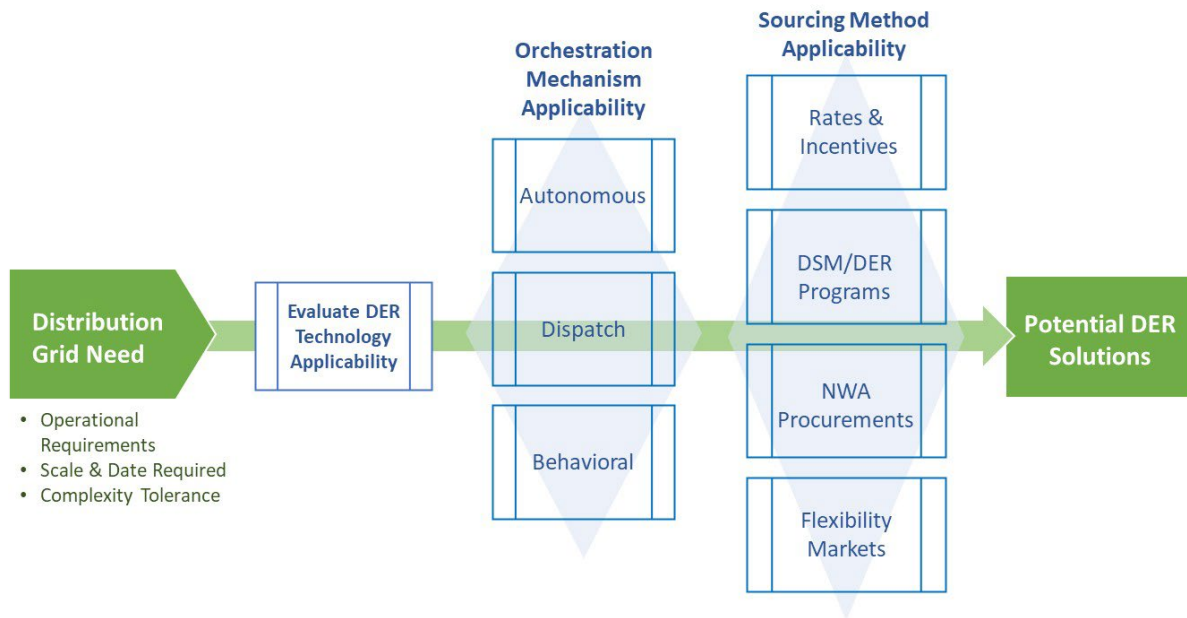 Distribution
Grid Need
• Operational
Requirements
• Scale & Date Required
• Complexity Tolerance
Evaluate DER
Technology
Applicability
Orchestration
Mechanism
Applicability
Autonomous
Dispatch
Behavioral
Sourcing Method
Applicability
Rates &
Incentives
DSM/DER
Programs
NWA
Procurements
Flexibility
Markets
Potential DER
Solutions